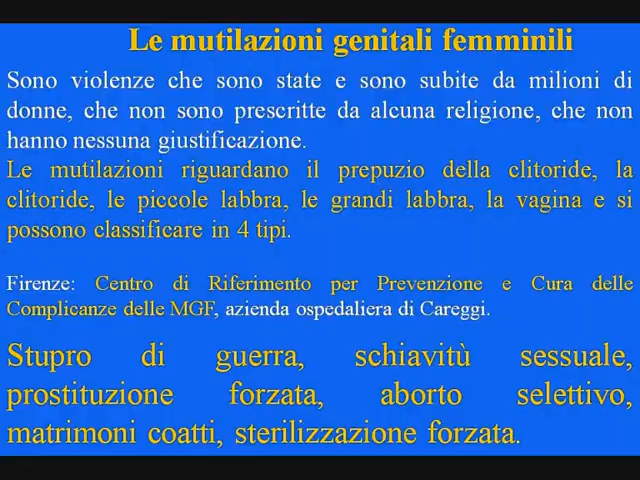 Le mutilazioni genitali femminili
Sono violenze che sono state e sono subite da milioni di
donne, che non sono prescritte da alcuna religione, che non
hanno nessuna giustificazione.
Le mutilazioni riguardano il prepuzio della clitoride, la
clitoride, le piccole labbra, le grandi labbra, la vagina e si
possono classificare in 4 tipi.
Firenze: Centro di Riferimento per Prevenzione e Cura delle
Complicanze delle MGF, azienda ospedaliera di Careggi.
Stupro di guerra, schiavitù sessuale,
prostituzione forzata, aborto selettivo,
matrimoni coatti, sterilizzazione forzata.